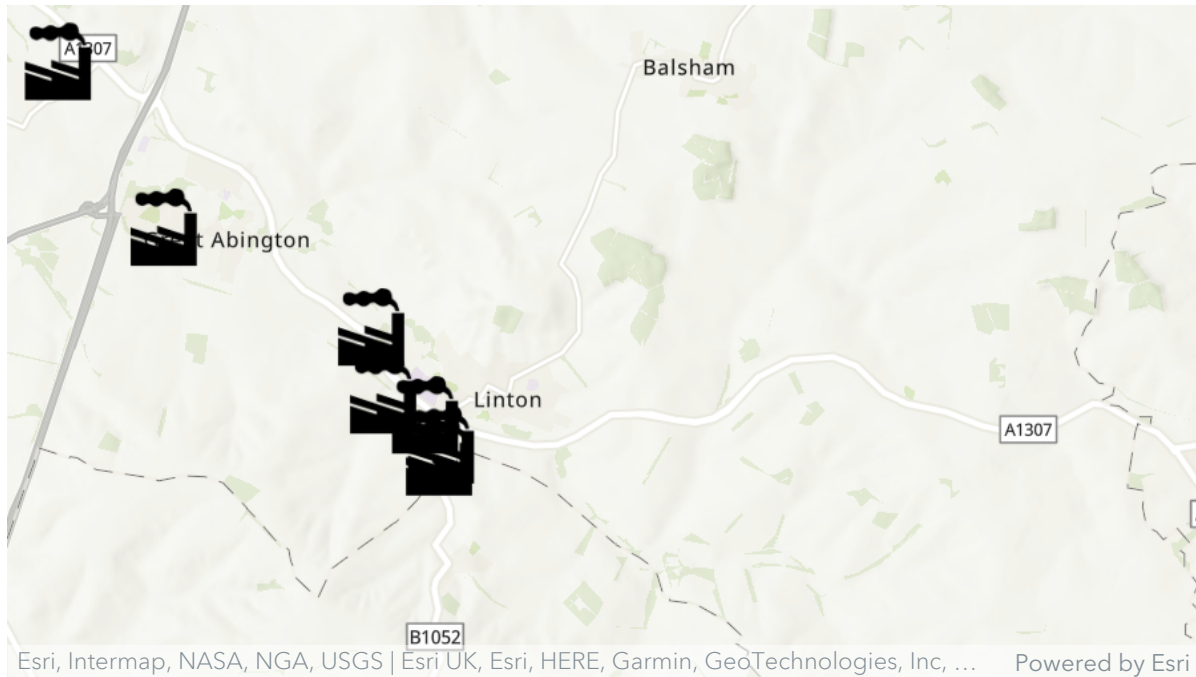 A1307
Balsham
Abington
Linton
A1307
B1052
Esri, Intermap, NASA, NGA, USGS | Esri UK, Esri, HERE, Garmin, GeoTechnologies, Inc, … Powered by Esri